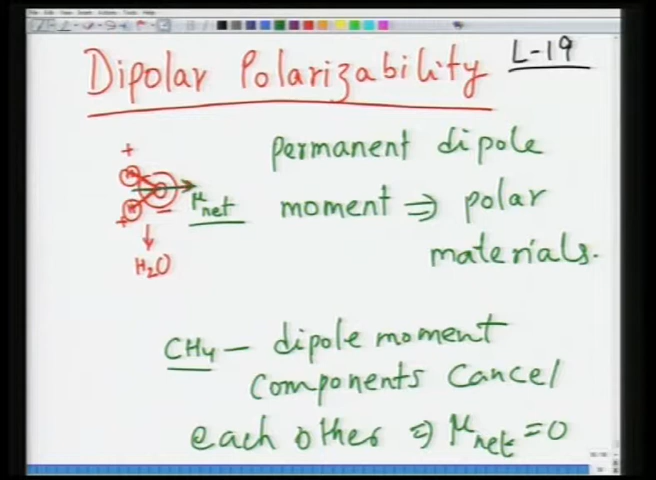 Dipolar Polarizability L-19
permanent dipole
+
H
O
μnet moment ⇒ polar
H
+ −
H₂O materials.
CH₄ – dipole moment
components cancel
each other ⇒ μnet = 0